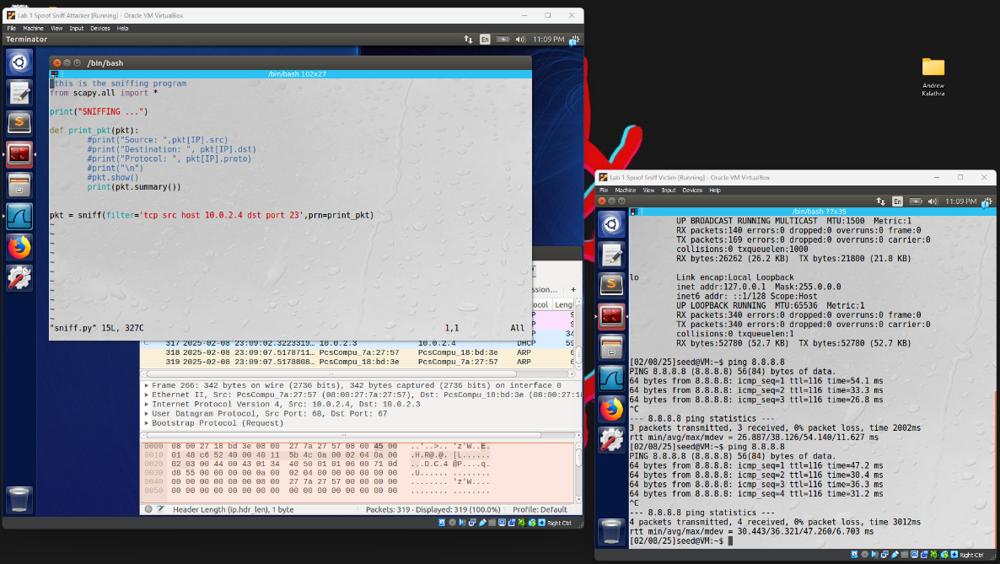 Lab 1 Spoof Sniff Attacker [Running] - Oracle VM VirtualBox
File Machine View Input Devices Help
Terminator
En
11:09 PM
/bin/bash
/bin/bash 102x27
#this is the sniffing program
from scapy.all import *
print("SNIFFING ...")
def print_pkt(pkt):
#print("Source: ",pkt[IP].src)
#print("Destination: ", pkt[IP].dst)
#print("Protocol: ", pkt[IP].proto)
#print("\n")
#pkt.show()
print(pkt.summary())
pkt = sniff(filter='tcp src host 10.0.2.4 dst port 23',prn=print_pkt)
~
~
~
~
~
~
~
~
~
~
~
"sniff.py" 15L, 327C 1,1 All
ssion... +
ocol Leng
317 2025-02-08 23:09:02.3223319... 10.0.2.3 10.0.2.4 DHCP 59
318 2025-02-08 23:09:07.5178711... PcsCompu_7a:27:57 PcsCompu_18:bd:3e ARP 6
319 2025-02-08 23:09:07.5178808... PcsCompu_18:bd:3e PcsCompu_7a:27:57 ARP 4
Frame 266: 342 bytes on wire (2736 bits), 342 bytes captured (2736 bits) on interface 0
Ethernet II, Src: PcsCompu_7a:27:57 (08:00:27:7a:27:57), Dst: PcsCompu_18:bd:3e (08:00:27:18
Internet Protocol Version 4, Src: 10.0.2.4, Dst: 10.0.2.3
User Datagram Protocol, Src Port: 68, Dst Port: 67
Bootstrap Protocol (Request)
0000 08 00 27 18 bd 3e 08 00 27 7a 27 57 08 00 45 00 ..'..>.. 'z'W..E.
0010 01 48 c6 52 40 00 40 11 5b 4c 0a 00 02 04 0a 00 .H.R@.@. [L......
0020 02 03 00 44 00 43 01 34 40 50 01 01 06 00 71 0d ...D.C.4 @P....q.
0030 d8 55 00 00 00 00 0a 00 02 04 00 00 00 00 00 00 .U...... ........
0040 00 00 00 00 00 00 08 00 27 7a 27 57 00 00 00 00 ........ 'z'W....
0050 00 00 00 00 00 00 00 00 00 00 00 00 00 00 00 00 ........ ........
Header Length (ip.hdr_len), 1 byte Packets: 319 · Displayed: 319 (100.0%) Profile: Default
Right Ctrl
Andrew
Kalathra
Lab 1 Spoof Sniff Victim [Running] - Oracle VM VirtualBox
File Machine View Input Devices Help
En
11:09 PM
/bin/bash 77x35
UP BROADCAST RUNNING MULTICAST MTU:1500 Metric:1
RX packets:140 errors:0 dropped:0 overruns:0 frame:0
TX packets:169 errors:0 dropped:0 overruns:0 carrier:0
collisions:0 txqueuelen:1000
RX bytes:26262 (26.2 KB) TX bytes:21800 (21.8 KB)
lo Link encap:Local Loopback
inet addr:127.0.0.1 Mask:255.0.0.0
inet6 addr: ::1/128 Scope:Host
UP LOOPBACK RUNNING MTU:65536 Metric:1
RX packets:340 errors:0 dropped:0 overruns:0 frame:0
TX packets:340 errors:0 dropped:0 overruns:0 carrier:0
collisions:0 txqueuelen:1
RX bytes:52780 (52.7 KB) TX bytes:52780 (52.7 KB)
[02/08/25]seed@VM:~$ ping 8.8.8.8
PING 8.8.8.8 (8.8.8.8) 56(84) bytes of data.
64 bytes from 8.8.8.8: icmp_seq=1 ttl=116 time=54.1 ms
64 bytes from 8.8.8.8: icmp_seq=2 ttl=116 time=33.3 ms
64 bytes from 8.8.8.8: icmp_seq=3 ttl=116 time=26.8 ms
^C
--- 8.8.8.8 ping statistics ---
3 packets transmitted, 3 received, 0% packet loss, time 2002ms
rtt min/avg/max/mdev = 26.887/38.126/54.140/11.627 ms
[02/08/25]seed@VM:~$ ping 8.8.8.8
PING 8.8.8.8 (8.8.8.8) 56(84) bytes of data.
64 bytes from 8.8.8.8: icmp_seq=1 ttl=116 time=47.2 ms
64 bytes from 8.8.8.8: icmp_seq=2 ttl=116 time=30.4 ms
64 bytes from 8.8.8.8: icmp_seq=3 ttl=116 time=36.3 ms
64 bytes from 8.8.8.8: icmp_seq=4 ttl=116 time=31.2 ms
^C
--- 8.8.8.8 ping statistics ---
4 packets transmitted, 4 received, 0% packet loss, time 3012ms
rtt min/avg/max/mdev = 30.443/36.321/47.260/6.703 ms
[02/08/25]seed@VM:~$
Right Ctrl